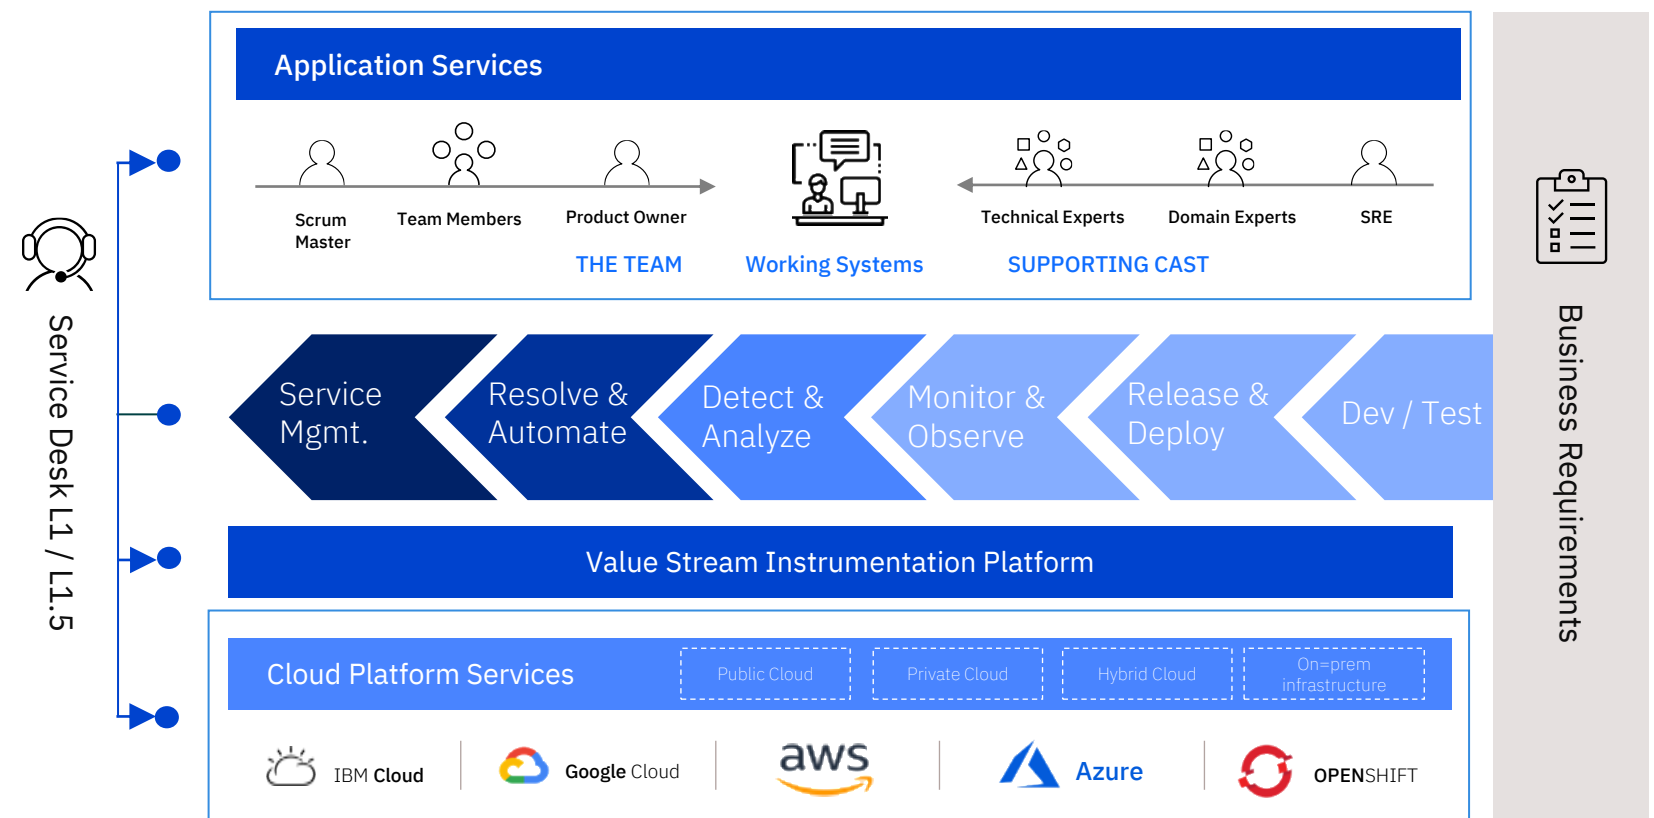 Application Services
Scrum
Master
Team Members
Product Owner
Technical Experts
Domain Experts
SRE
THE TEAM
Working Systems
SUPPORTING CAST
Service Desk L1 / L1.5
Service
Mgmt.
Resolve &
Automate
Detect &
Analyze
Monitor &
Observe
Release &
Deploy
Dev / Test
Business Requirements
Value Stream Instrumentation Platform
Cloud Platform Services
Public Cloud
Private Cloud
Hybrid Cloud
On=prem
infrastructure
IBM Cloud
Google Cloud
aws
Azure
OPENSHIFT